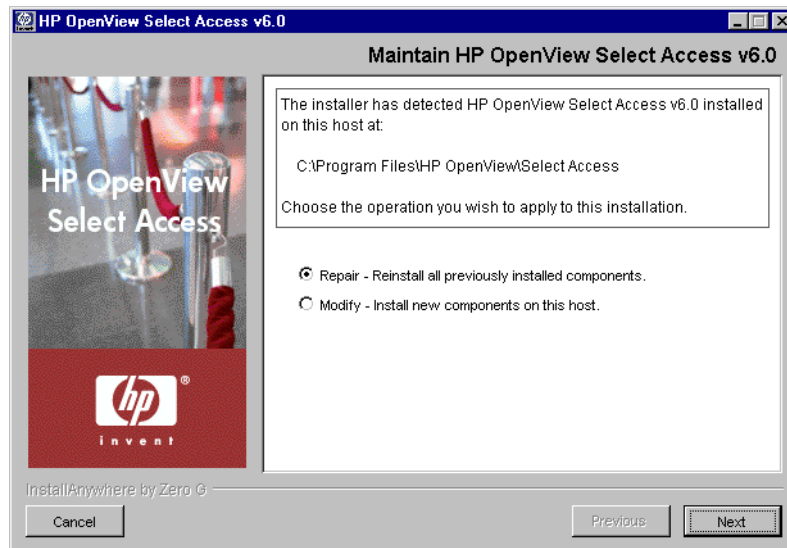 HP OpenView Select Access v6.0
Maintain HP OpenView Select Access v6.0
HP OpenView
Select Access
hp
®
invent
The installer has detected HP OpenView Select Access v6.0 installed
on this host at:
C:\Program Files\HP OpenView\Select Access
Choose the operation you wish to apply to this installation.
Repair - Reinstall all previously installed components.
Modify - Install new components on this host.
InstallAnywhere by Zero G
Cancel
Previous
Next